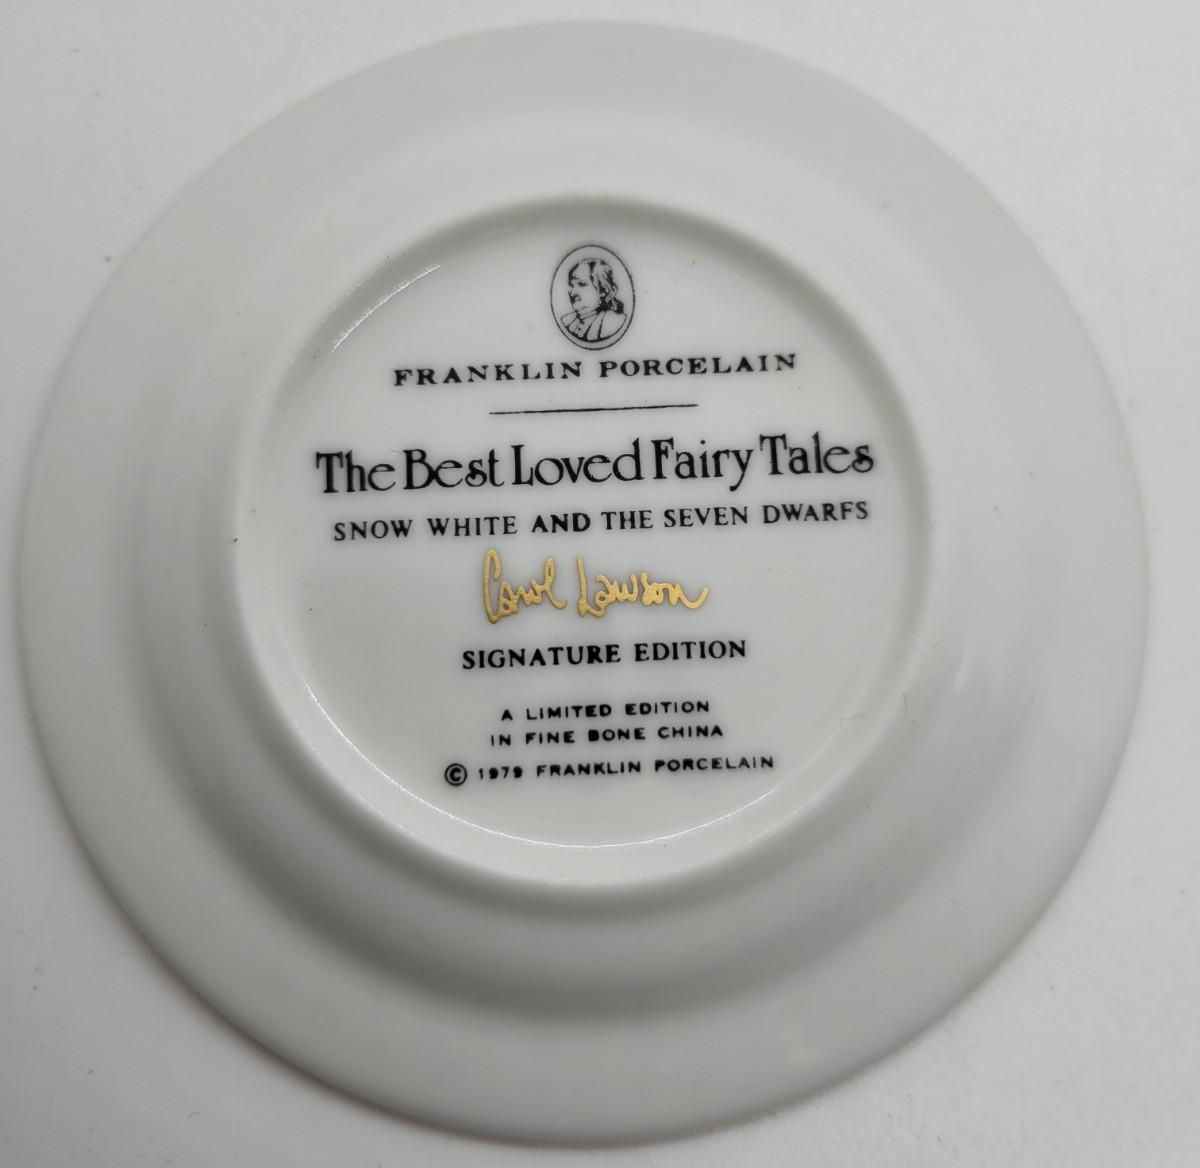 FRANKLIN PORCELAIN
The Best Loved Fairy Tales
SNOW WHITE AND THE SEVEN DWARFS
Carol Lawson
SIGNATURE EDITION
A LIMITED EDITION
IN FINE BONE CHINA
© 1979 FRANKLIN PORCELAIN